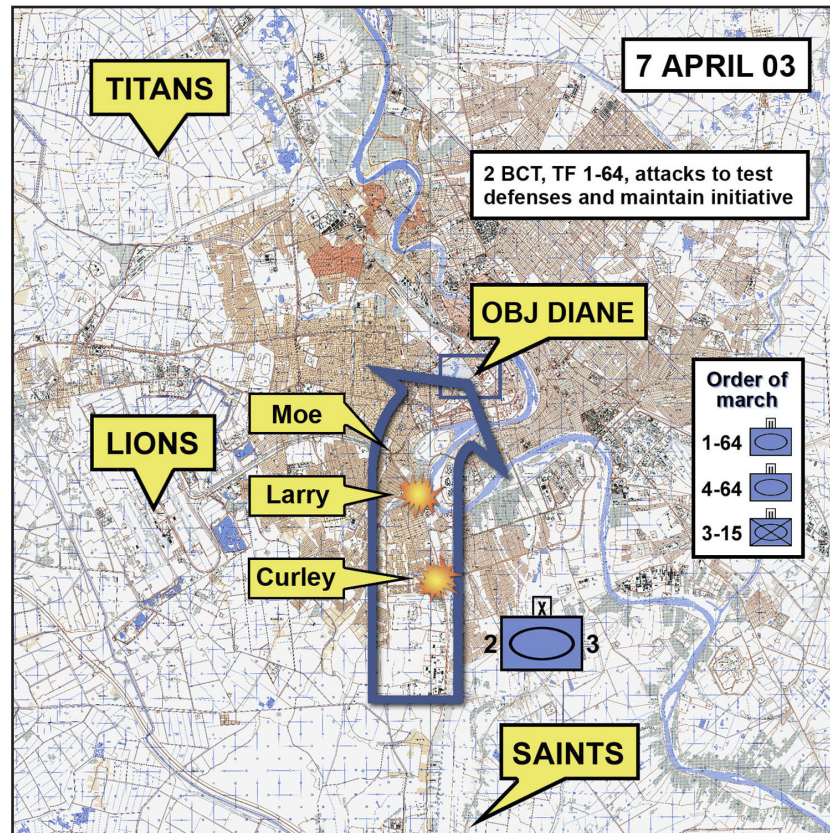 7 APRIL 03
TITANS
2 BCT, TF 1-64, attacks to test
defenses and maintain initiative
OBJ DIANE
Moe
Order of
march
1-64
LIONS
Larry
4-64
3-15
Curley
X
2
3
SAINTS